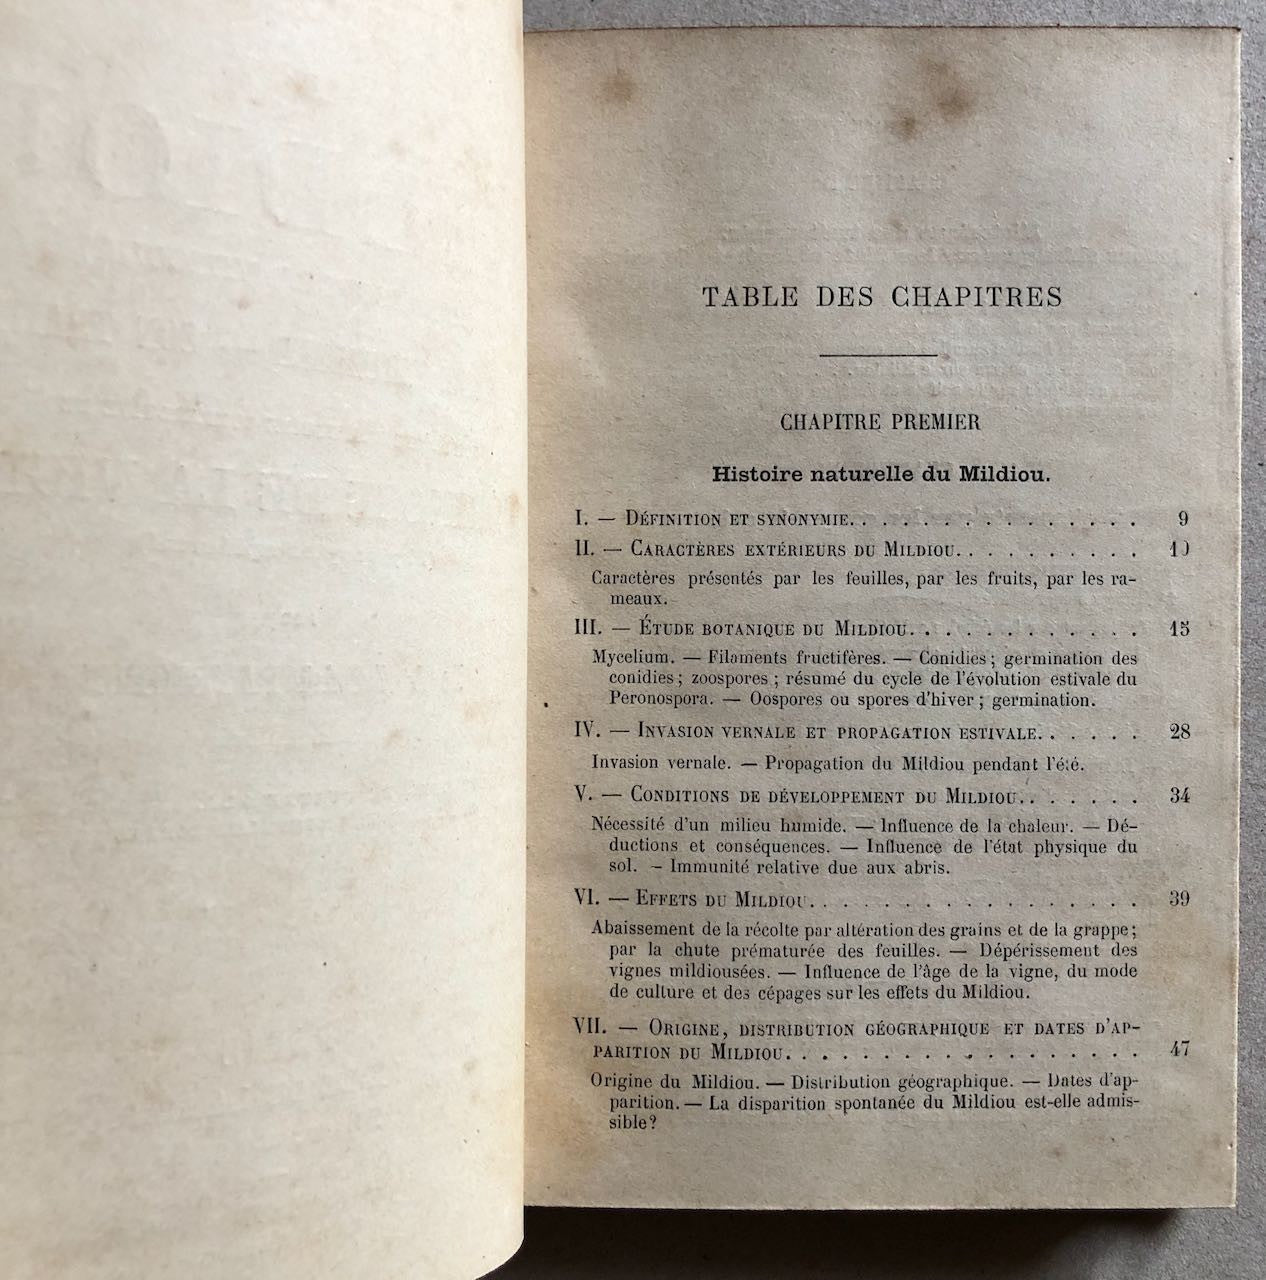 TABLE DES CHAPITRES
CHAPITRE PREMIER
Histoire naturelle du Mildiou.
I. — DÉFINITION ET SYNONYMIE. . . . . . . . . . . . . . . 9
II. — CARACTÈRES EXTÉRIEURS DU MILDIOU. . . . . . . . . . 10
Caractères présentés par les feuilles, par les fruits, par les ra-
meaux.
III. — ÉTUDE BOTANIQUE DU MILDIOU. . . . . . . . . . . . 15
Mycelium. — Filaments fructifères. — Conidies ; germination des
conidies ; zoospores ; résumé du cycle de l'évolution estivale du
Peronospora. — Oospores ou spores d'hiver ; germination.
IV. — INVASION VERNALE ET PROPAGATION ESTIVALE. . . . . . 28
Invasion vernale. — Propagation du Mildiou pendant l'été.
V. — CONDITIONS DE DÉVELOPPEMENT DU MILDIOU. . . . . . . 34
Nécessité d'un milieu humide. — Influence de la chaleur. — Dé-
ductions et conséquences. — Influence de l'état physique du
sol. — Immunité relative due aux abris.
VI. — EFFETS DU MILDIOU. . . . . . . . . . . . . . . . . 39
Abaissement de la récolte par altération des grains et de la grappe ;
par la chute prématurée des feuilles. — Dépérissement des
vignes mildiousées. — Influence de l'âge de la vigne, du mode
de culture et des cépages sur les effets du Mildiou.
VII. — ORIGINE, DISTRIBUTION GÉOGRAPHIQUE ET DATES D'AP-
PARITION DU MILDIOU. . . . . . . . . . . . . . . . . . 47
Origine du Mildiou. — Distribution géographique. — Dates d'ap-
parition. — La disparition spontanée du Mildiou est-elle admis-
sible ?